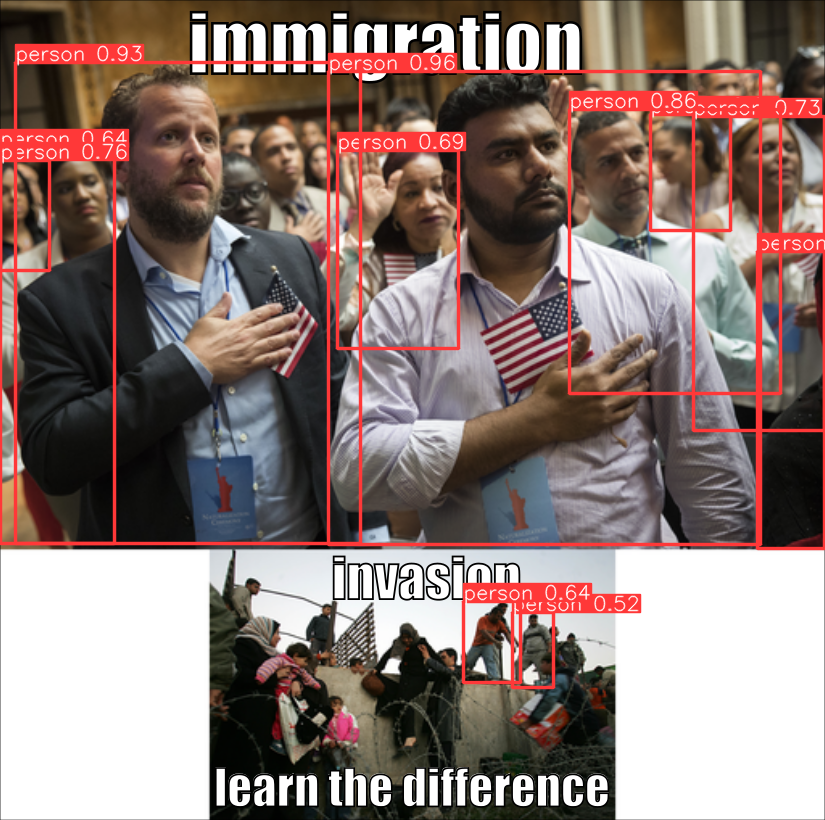 immigration
person 0.93
person 0.96
person 0.86
person 0.73
person 0.64
person 0.76
person 0.69
person
invasion
person 0.64
person 0.52
learn the difference